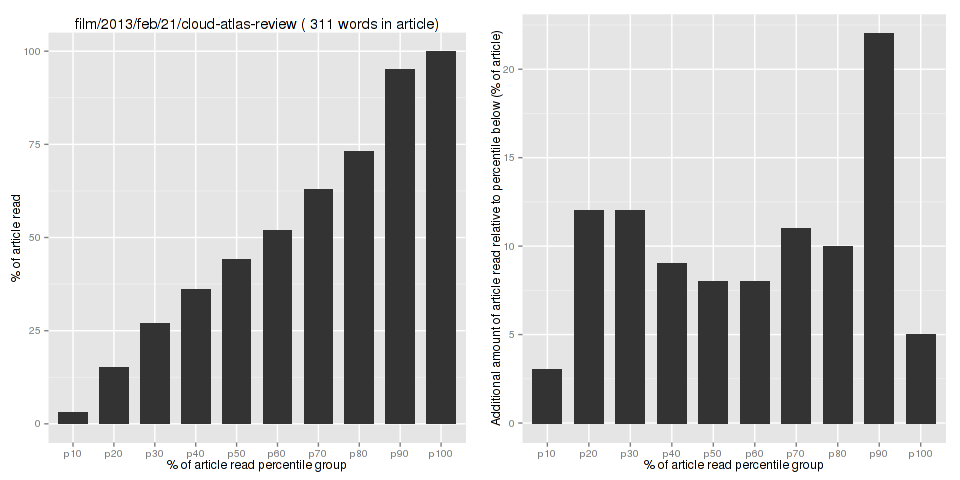 film/2013/feb/21/cloud-atlas-review ( 311 words in article)
% of article read
100
75
50
25
0
p10 p20 p30 p40 p50 p60 p70 p80 p90 p100
% of article read percentile group
Additional amount of article read relative to percentile below (% of article)
20
15
10
5
0
p10 p20 p30 p40 p50 p60 p70 p80 p90 p100
% of article read percentile group